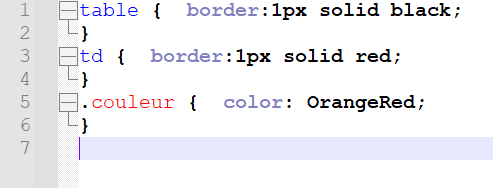 1 table {  border:1px solid black;
2 }
3 td {  border:1px solid red;
4 }
5 .couleur {  color: OrangeRed;
6 }
7